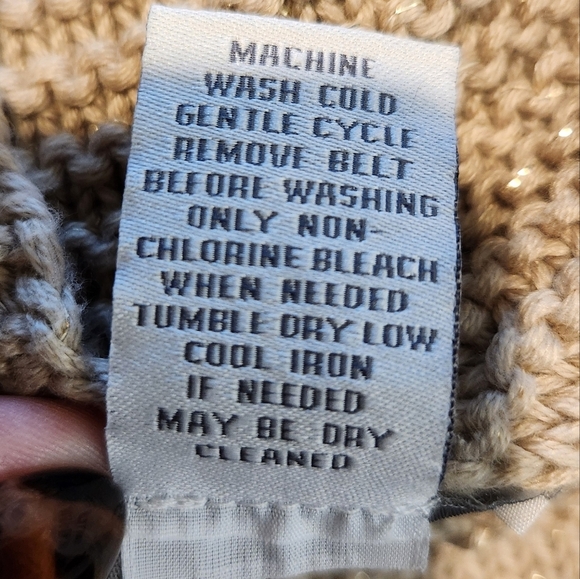 MACHINE
WASH COLD
GENTLE CYCLE
REMOVE BELT
BEFORE WASHING
ONLY NON-
CHLORINE BLEACH
WHEN NEEDED
TUMBLE DRY LOW
COOL IRON
IF NEEDED
MAY BE DRY
CLEANED